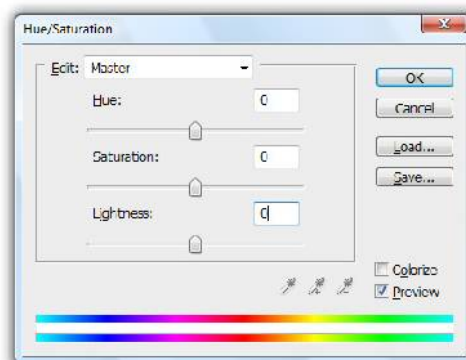 Hue/Saturation
Edit: Master
OK
Hue: 0
Cancel
Load...
Saturation: 0
Save...
Lightness: 0
Colorize
Preview